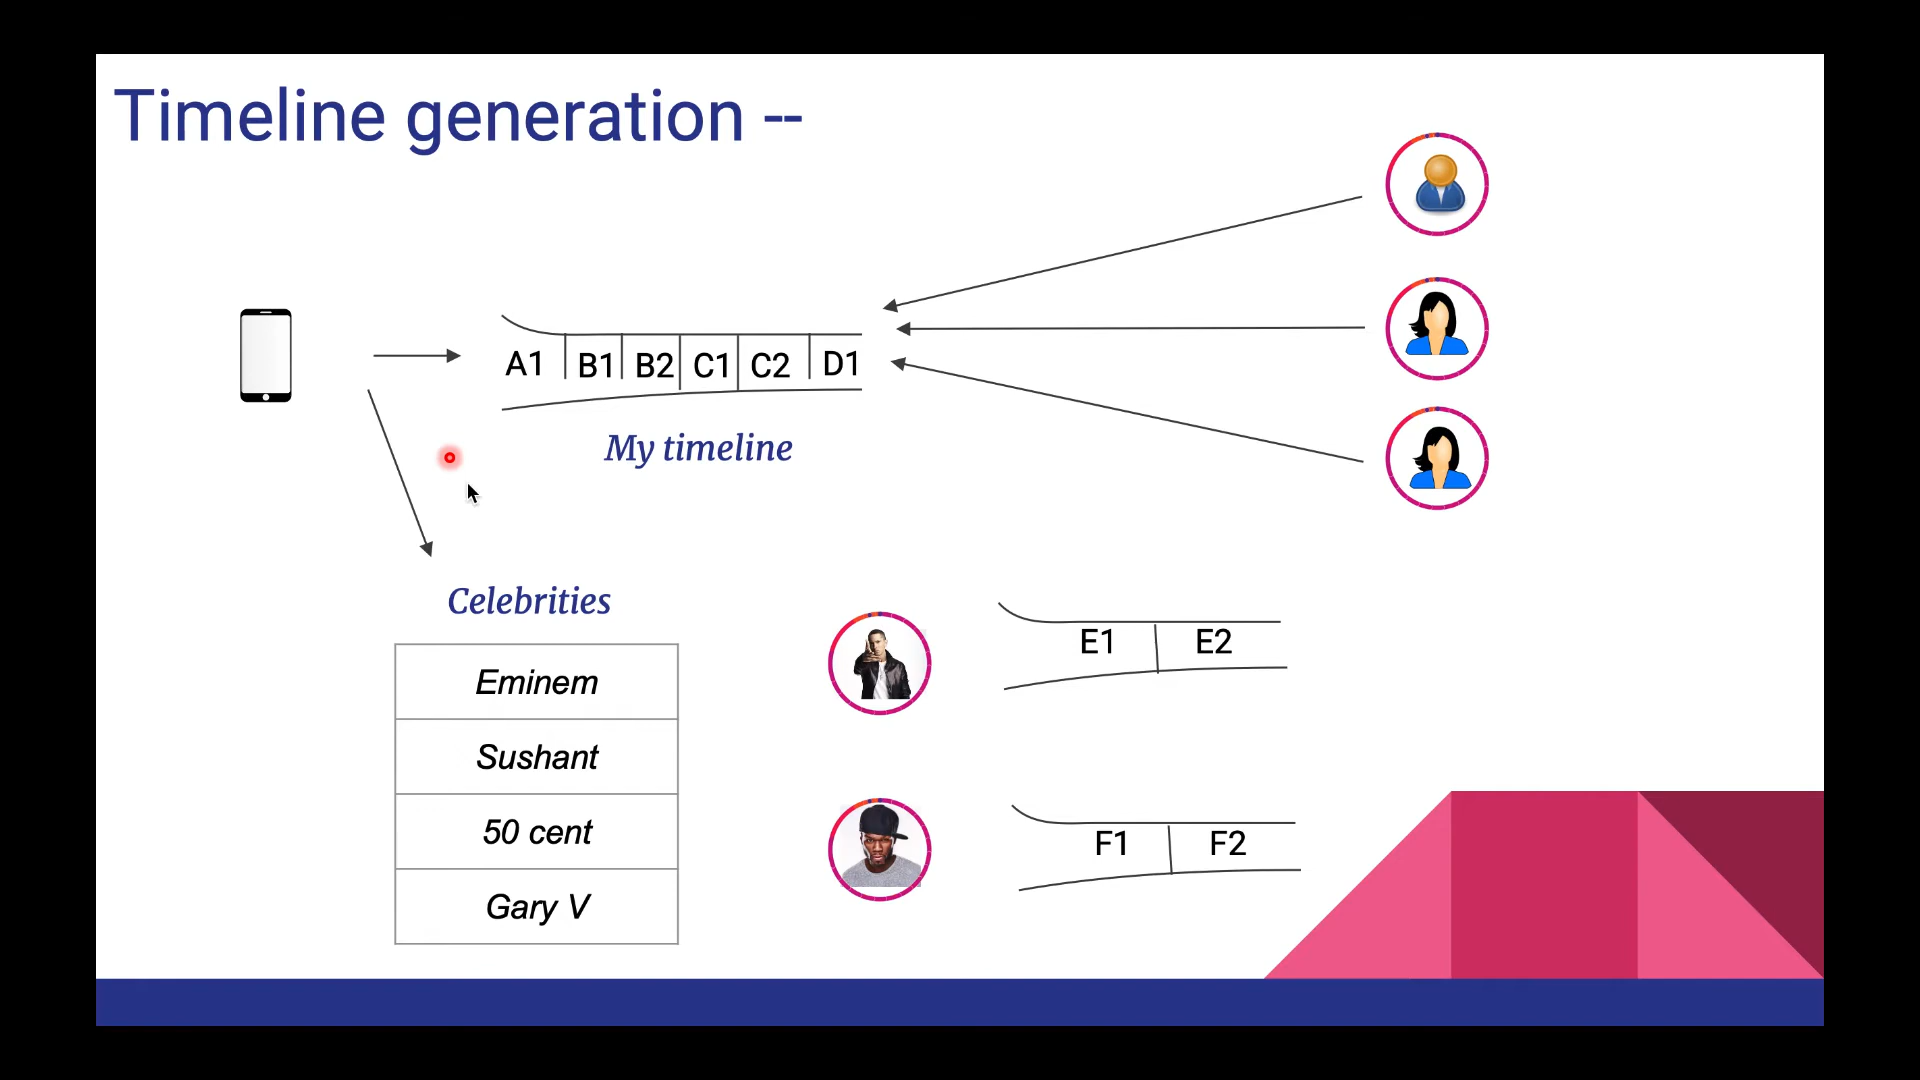 Timeline generation --
A1 B1 B2 C1 C2 D1
My timeline
Celebrities
Eminem
Sushant
50 cent
Gary V
E1 E2
F1 F2